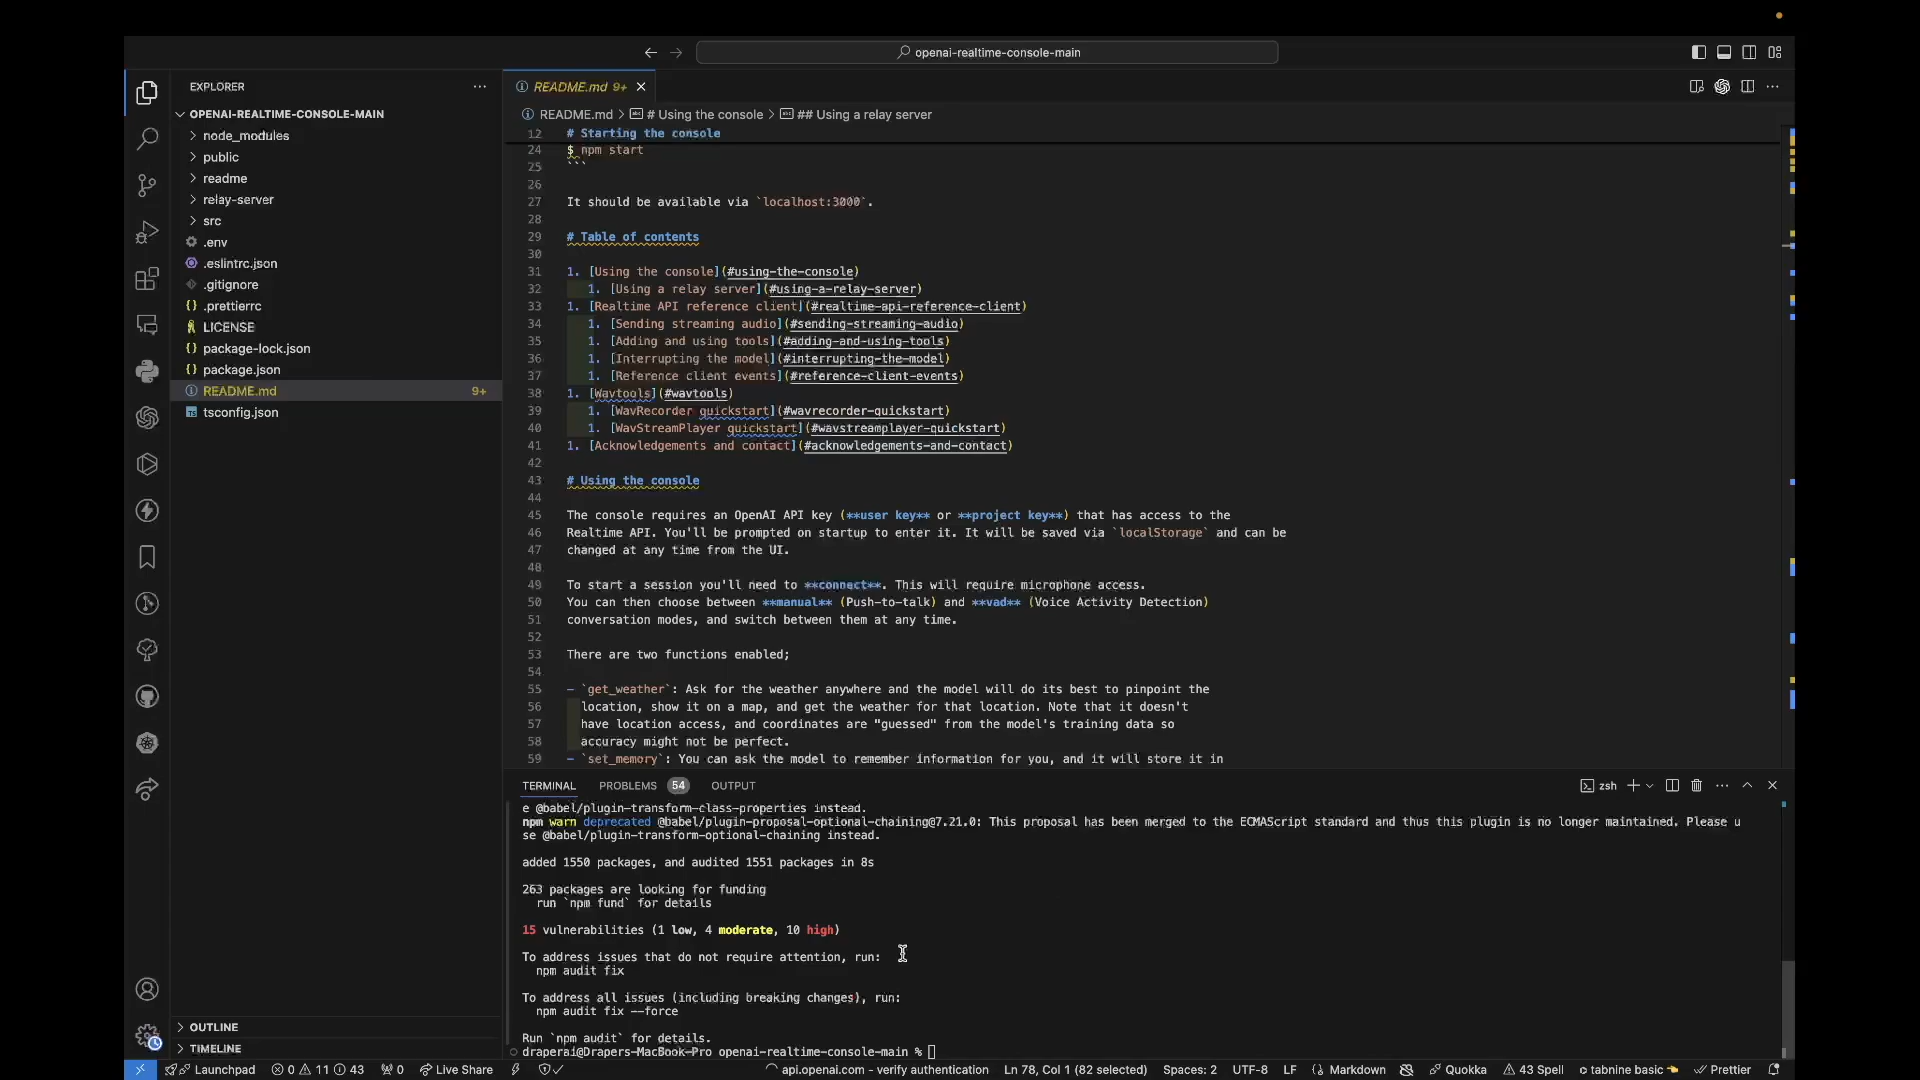 openai-realtime-console-main
EXPLORER
OPENAI-REALTIME-CONSOLE-MAIN
node_modules
public
readme
relay-server
src
.env
.eslintrc.json
.gitignore
.prettierrc
LICENSE
package-lock.json
package.json
README.md 9+
tsconfig.json
OUTLINE
TIMELINE
README.md 9+
README.md > # Using the console > ## Using a relay server
12 # Starting the console
24 $ npm start
25 ```
26
27 It should be available via `localhost:3000`.
28
29 # Table of contents
30
31 1. [Using the console](#using-the-console)
32 1. [Using a relay server](#using-a-relay-server)
33 1. [Realtime API reference client](#realtime-api-reference-client)
34 1. [Sending streaming audio](#sending-streaming-audio)
35 1. [Adding and using tools](#adding-and-using-tools)
36 1. [Interrupting the model](#interrupting-the-model)
37 1. [Reference client events](#reference-client-events)
38 1. [Wavtools](#wavtools)
39 1. [WavRecorder quickstart](#wavrecorder-quickstart)
40 1. [WavStreamPlayer quickstart](#wavstreamplayer-quickstart)
41 1. [Acknowledgements and contact](#acknowledgements-and-contact)
42
43 # Using the console
44
45 The console requires an OpenAI API key (**user key** or **project key**) that has access to the
46 Realtime API. You'll be prompted on startup to enter it. It will be saved via `localStorage` and can be
47 changed at any time from the UI.
48
49 To start a session you'll need to **connect**. This will require microphone access.
50 You can then choose between **manual** (Push-to-talk) and **vad** (Voice Activity Detection)
51 conversation modes, and switch between them at any time.
52
53 There are two functions enabled;
54
55 - `get_weather`: Ask for the weather anywhere and the model will do its best to pinpoint the
56 location, show it on a map, and get the weather for that location. Note that it doesn't
57 have location access, and coordinates are "guessed" from the model's training data so
58 accuracy might not be perfect.
59 - `set_memory`: You can ask the model to remember information for you, and it will store it in
TERMINAL PROBLEMS 54 OUTPUT zsh
e @babel/plugin-transform-class-properties instead.
npm warn deprecated @babel/plugin-proposal-optional-chaining@7.21.0: This proposal has been merged to the ECMAScript standard and thus this plugin is no longer maintained. Please u
se @babel/plugin-transform-optional-chaining instead.
added 1550 packages, and audited 1551 packages in 8s
263 packages are looking for funding
run `npm fund` for details
15 vulnerabilities (1 low, 4 moderate, 10 high)
To address issues that do not require attention, run:
npm audit fix
To address all issues (including breaking changes), run:
npm audit fix --force
Run `npm audit` for details.
draperai@Drapers-MacBook-Pro openai-realtime-console-main %
Launchpad 0 11 43 0 Live Share api.openai.com - verify authentication Ln 78, Col 1 (82 selected) Spaces: 2 UTF-8 LF Markdown Quokka 43 Spell tabnine basic Prettier